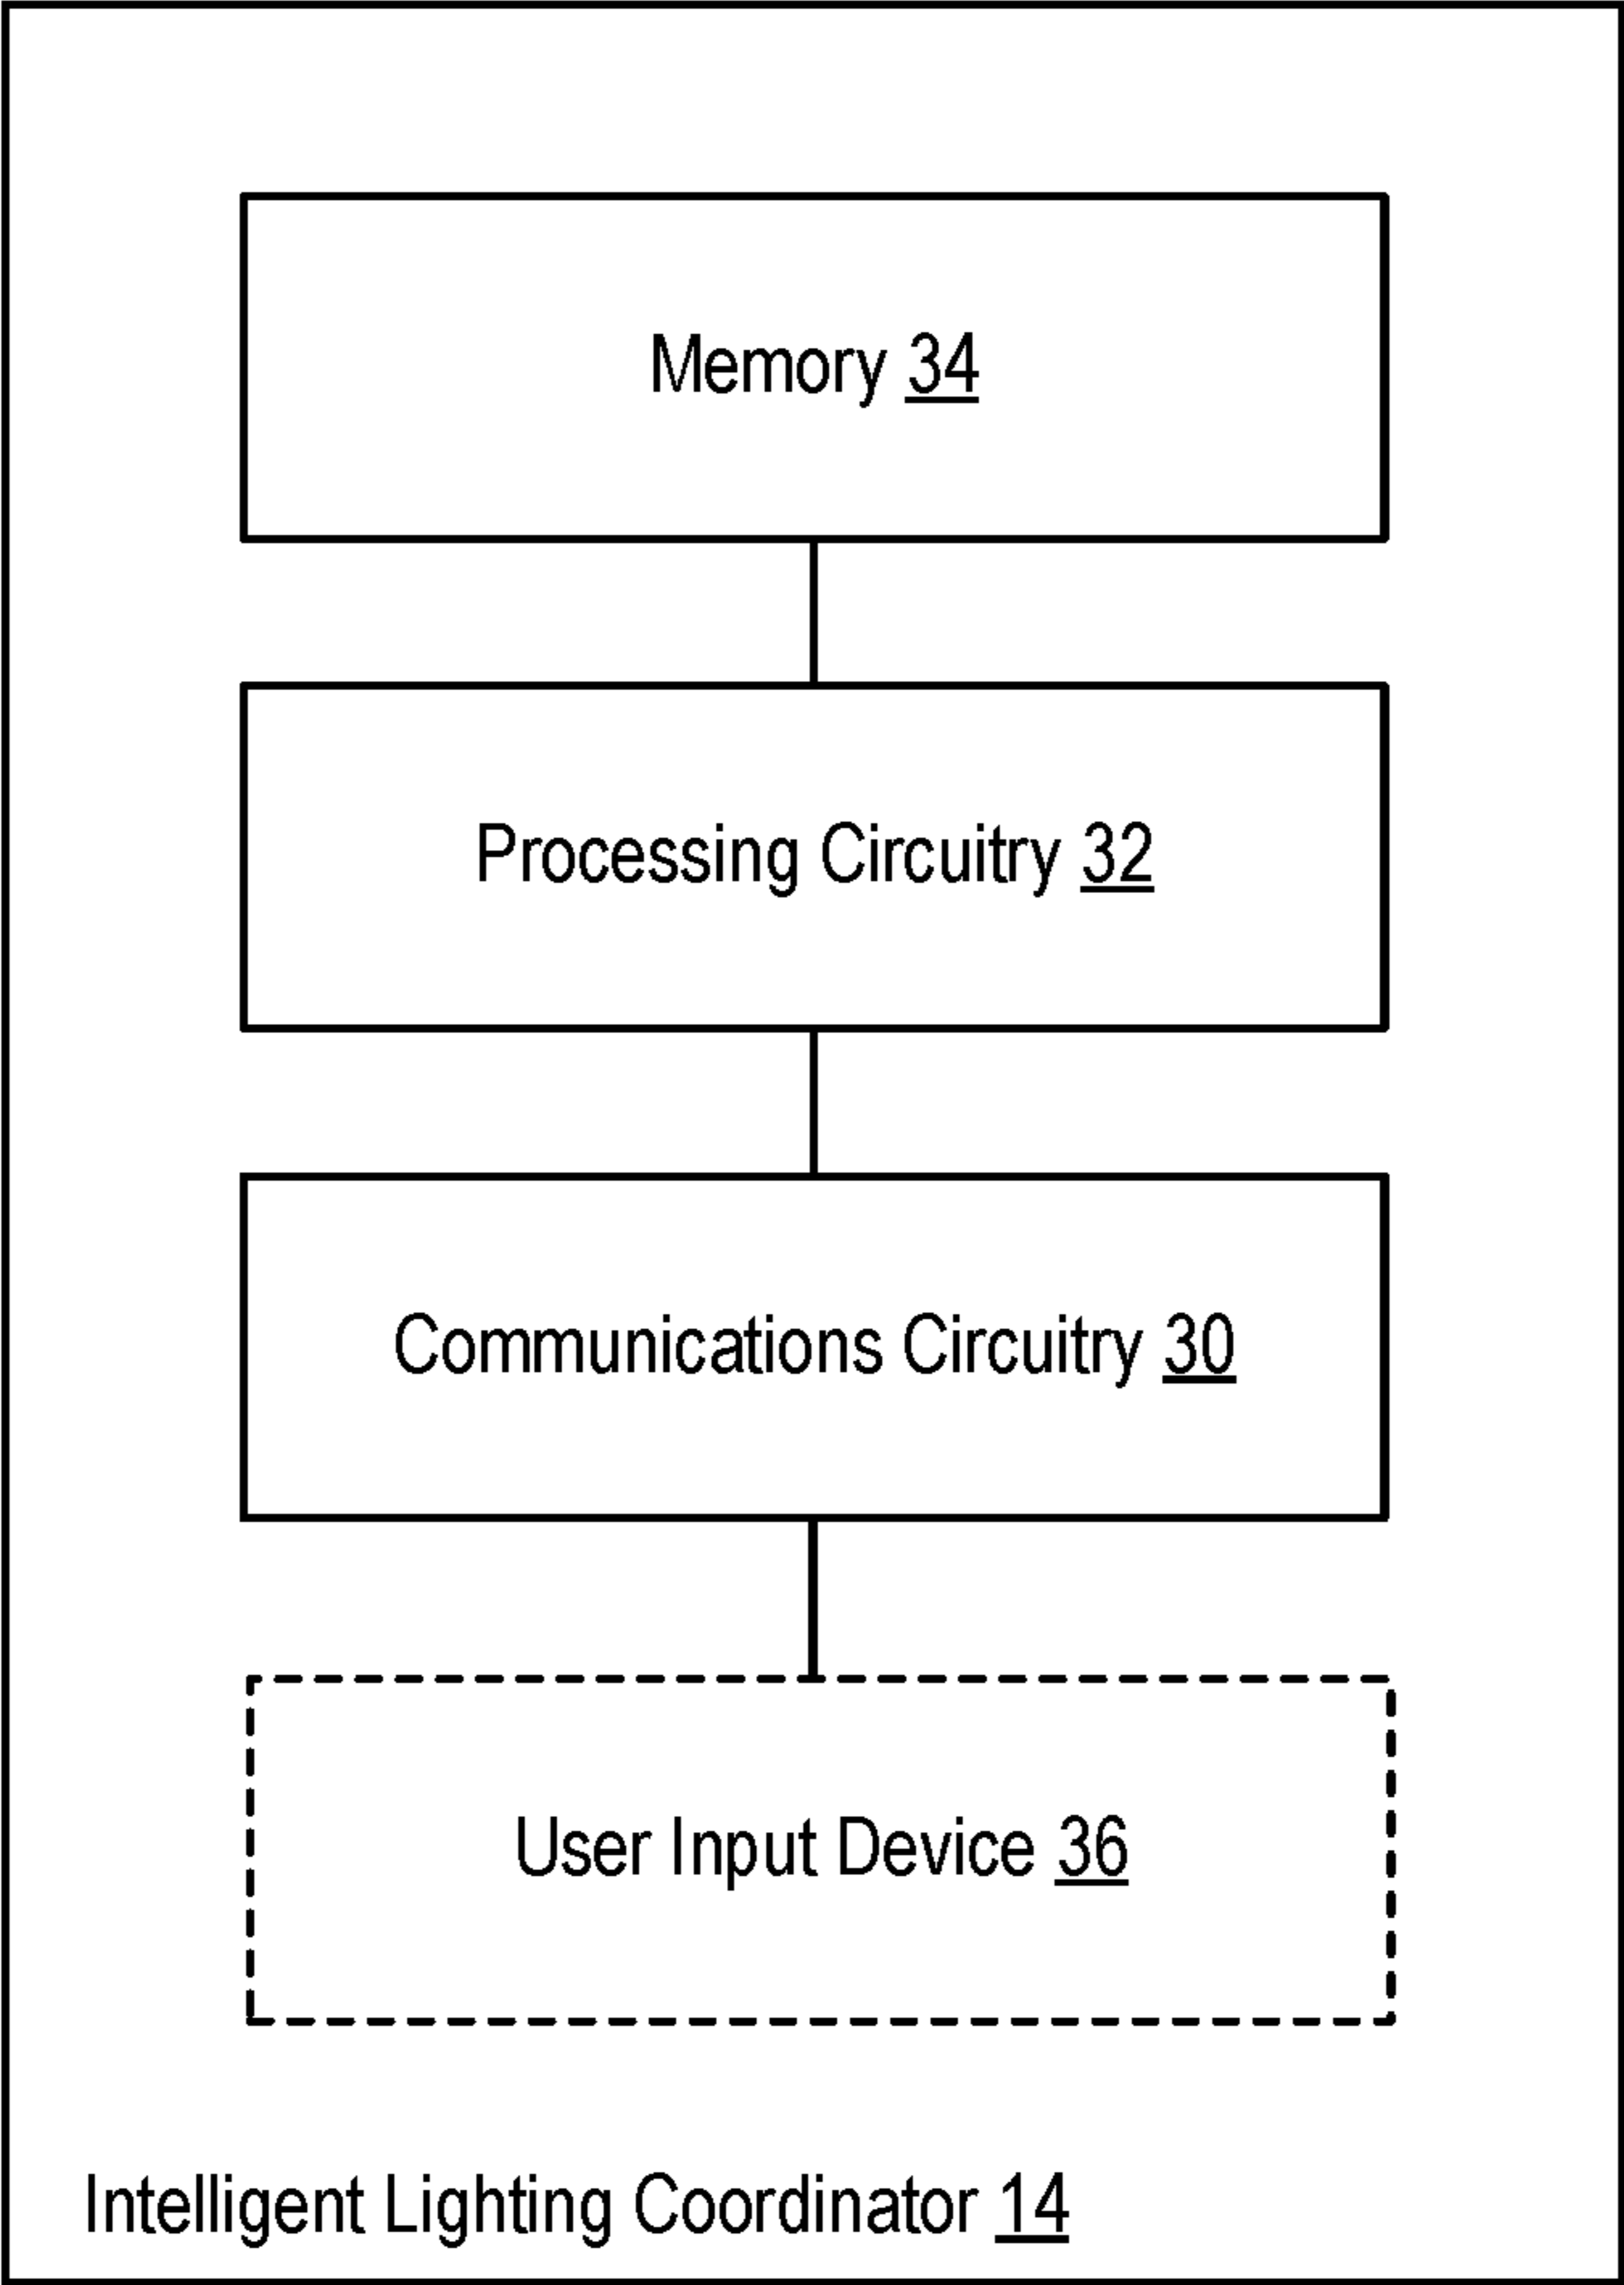 Memory 34
Processing Circuitry 32
Communications Circuitry 30
User Input Device 36
Intelligent Lighting Coordinator 14